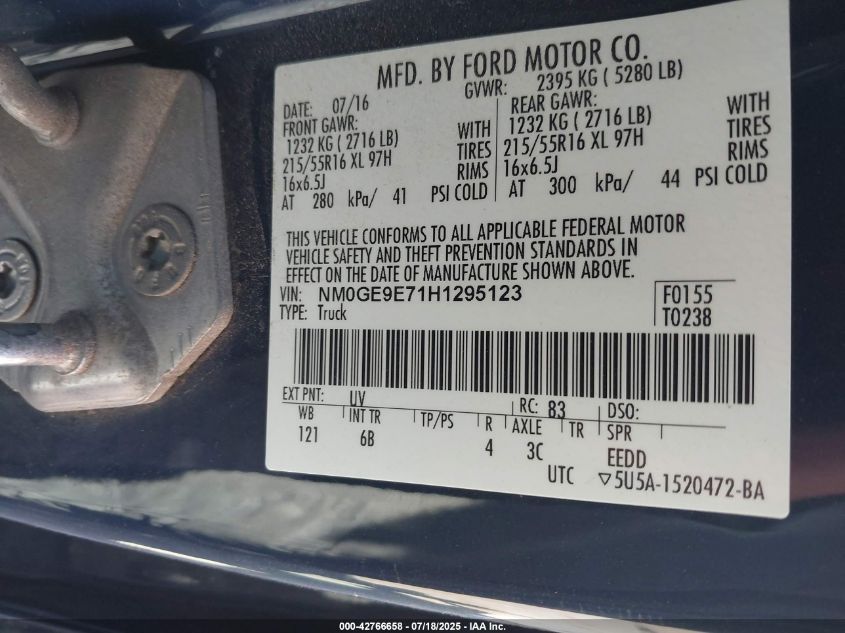 MFD. BY FORD MOTOR CO.
GVWR: 2395 KG ( 5280 LB)
DATE: 07/16
FRONT GAWR: WITH
1232 KG ( 2716 LB) TIRES
215/55R16 XL 97H RIMS
16x6.5J
AT 280 kPa/ 41 PSI COLD
REAR GAWR: WITH
1232 KG ( 2716 LB) TIRES
215/55R16 XL 97H RIMS
16x6.5J
AT 300 kPa/ 44 PSI COLD
THIS VEHICLE CONFORMS TO ALL APPLICABLE FEDERAL MOTOR
VEHICLE SAFETY AND THEFT PREVENTION STANDARDS IN
EFFECT ON THE DATE OF MANUFACTURE SHOWN ABOVE.
VIN: NM0GE9E71H1295123 F0155
TYPE: Truck T0238
EXT PNT: UV RC: 83 DSO:
WB INT TR TP/PS R AXLE TR SPR
121 6B 4 3C EEDD
UTC ▽5U5A-1520472-BA
000-42766658 - 07/18/2025 - IAA Inc.